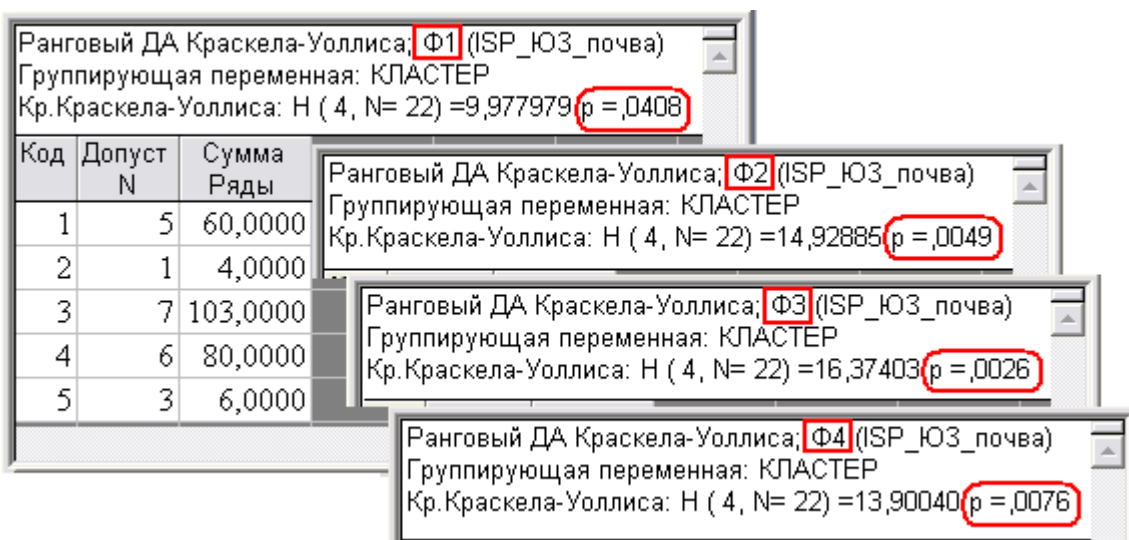 Ранговый ДА Краскела-Уоллиса; Ф1 (ISP_ЮЗ_почва)
Группирующая переменная: КЛАСТЕР
Кр.Краскела-Уоллиса: H ( 4, N= 22) =9,977979 p =,0408
Код Допуст N Сумма Ряды
1 5 60,0000
2 1 4,0000
3 7 103,0000
4 6 80,0000
5 3 6,0000
Ранговый ДА Краскела-Уоллиса; Ф2 (ISP_ЮЗ_почва)
Группирующая переменная: КЛАСТЕР
Кр.Краскела-Уоллиса: H ( 4, N= 22) =14,92885 p =,0049
Ранговый ДА Краскела-Уоллиса; Ф3 (ISP_ЮЗ_почва)
Группирующая переменная: КЛАСТЕР
Кр.Краскела-Уоллиса: H ( 4, N= 22) =16,37403 p =,0026
Ранговый ДА Краскела-Уоллиса; Ф4 (ISP_ЮЗ_почва)
Группирующая переменная: КЛАСТЕР
Кр.Краскела-Уоллиса: H ( 4, N= 22) =13,90040 p =,0076